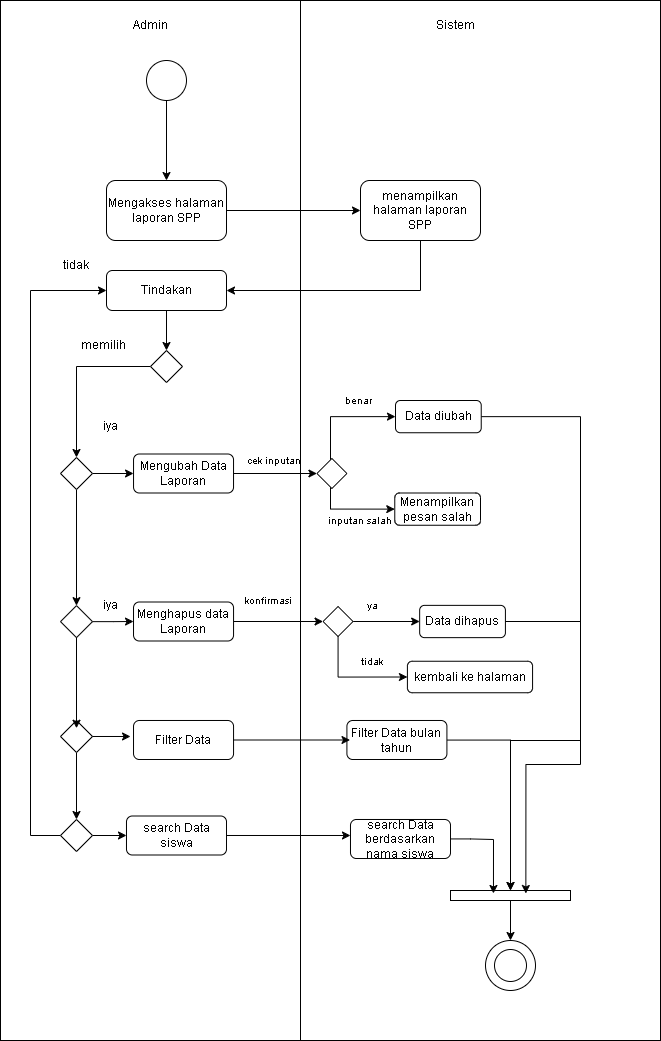 Admin
Sistem
Mengakses halaman
laporan SPP
menampilkan
halaman laporan
SPP
tidak
Tindakan
memilih
iya
benar
Data diubah
Mengubah Data
Laporan
cek inputan
inputan salah
Menampilkan
pesan salah
iya
Menghapus data
Laporan
konfirmasi
ya
Data dihapus
tidak
kembali ke halaman
Filter Data
Filter Data bulan
tahun
search Data
siswa
search Data
berdasarkan
nama siswa